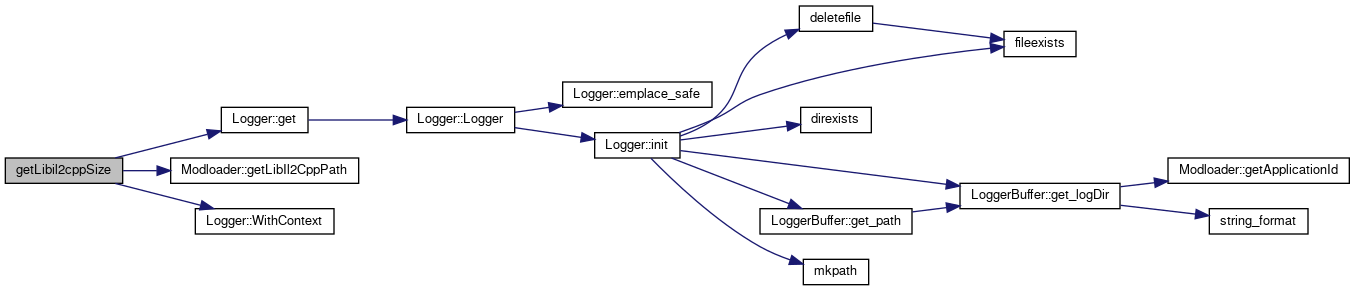 getLibil2cppSize
Logger::get
Modloader::getLibIl2CppPath
Logger::WithContext
Logger::Logger
Logger::emplace_safe
Logger::init
deletefile
fileexists
direxists
LoggerBuffer::get_path
mkpath
LoggerBuffer::get_logDir
Modloader::getApplicationId
string_format